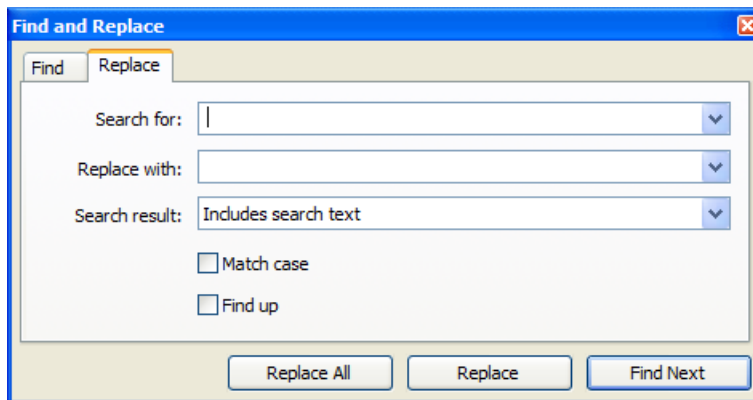 Find and Replace
Find Replace
Search for:
Replace with:
Search result: Includes search text
Match case
Find up
Replace All Replace Find Next